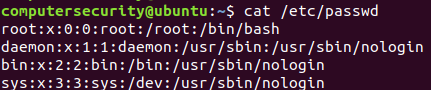 computersecurity@ubuntu:~$ cat /etc/passwd
root:x:0:0:root:/root:/bin/bash
daemon:x:1:1:daemon:/usr/sbin:/usr/sbin/nologin
bin:x:2:2:bin:/bin:/usr/sbin/nologin
sys:x:3:3:sys:/dev:/usr/sbin/nologin